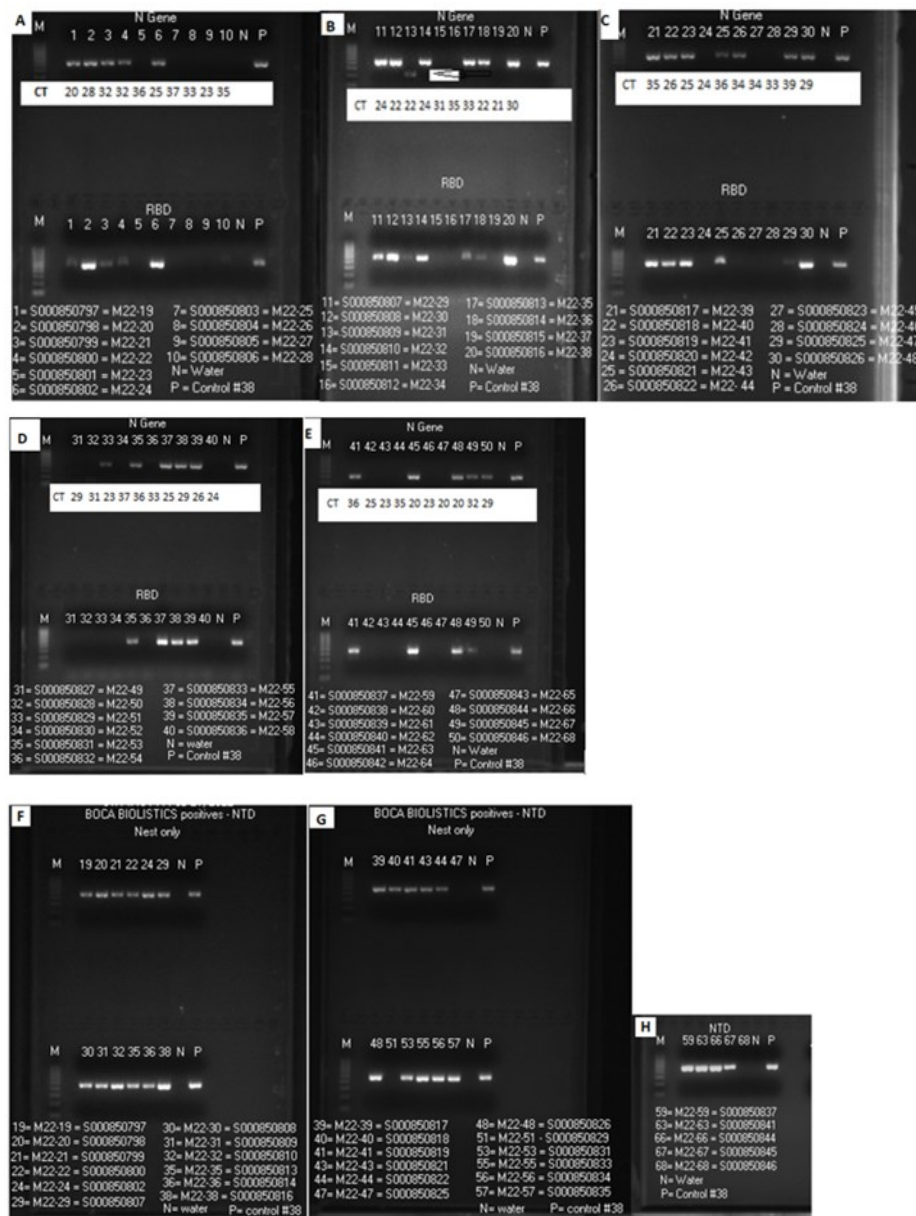 A
N Gene
M 1 2 3 4 5 6 7 8 9 10 N P
CT 20 28 32 32 36 25 37 33 23 35
RBD
M 1 2 3 4 5 6 7 8 9 10 N P
1= S000850797 = M22-19
2= S000850798 = M22-20
3= S000850799 = M22-21
4= S000850800 = M22-22
5= S000850801 = M22-23
6= S000850802 = M22-24
7= S000850803 = M22-25
8= S000850804 = M22-26
9= S000850805 = M22-27
10= S000850806 = M22-28
N= Water
P= Control #38
B
N Gene
M 11 12 13 14 15 16 17 18 19 20 N P
CT 24 22 22 24 31 35 33 22 21 30
RBD
M 11 12 13 14 15 16 17 18 19 20 N P
11= S000850807 = M22-29
12= S000850808 = M22-30
13= S000850809 = M22-31
14= S000850810 = M22-32
15= S000850811 = M22-33
16= S000850812 = M22-34
17= S000850813 = M22-35
18= S000850814 = M22-36
19= S000850815 = M22-37
20= S000850816 = M22-38
N= Water
P= Control #38
C
N Gene
M 21 22 23 24 25 26 27 28 29 30 N P
CT 35 26 25 24 36 34 34 33 39 29
RBD
M 21 22 23 24 25 26 27 28 29 30 N P
21= S000850817 = M22-39
22= S000850818 = M22-40
23= S000850819 = M22-41
24= S000850820 = M22-42
25= S000850821 = M22-43
26= S000850822 = M22- 44
27= S000850823 =
28= S000850824 =
29= S000850825 = M22-47
30= S000850826 = M22-48
N= Water
P= Control #38
D
N Gene
M 31 32 33 34 35 36 37 38 39 40 N P
CT 29 31 23 37 36 33 25 29 26 24
RBD
M 31 32 33 34 35 36 37 38 39 40 N P
31= S000850827 = M22-49
32= S000850828 = M22-50
33= S000850829 = M22-51
34= S000850830 = M22-52
35= S000850831 = M22-53
36= S000850832 = M22-54
37= S000850833 = M22-55
38= S000850834 = M22-56
39= S000850835 = M22-57
40= S000850836 = M22-58
N= water
P= Control #38
E
N Gene
M 41 42 43 44 45 46 47 48 49 50 N P
CT 36 25 23 35 20 23 20 20 32 29
RBD
M 41 42 43 44 45 46 47 48 49 50 N P
41= S000850837 = M22-59
42= S000850838 = M22-60
43= S000850839 = M22-61
44= S000850840 = M22-62
45= S000850841 = M22-63
46= S000850842 = M22-64
47= S000850843 = M22-65
48= S000850844 = M22-66
49= S000850845 = M22-67
50= S000850846 = M22-68
N= Water
P= Control #38
F
BOCA BIOLISTICS positives - NTD
Nest only
M 19 20 21 22 24 29 N P
M 30 31 32 35 36 38 N P
19= M22-19 = S000850797
20= M22-20 = S000850798
21= M22-21 = S000850799
22= M22-22 = S000850800
24= M22-24 = S000850802
29= M22-29 = S000850807
30= M22-30 = S000850808
31= M22-31 = S000850809
32= M22-32 = S000850810
35= M22-35 = S000850813
36= M22-36 = S000850814
38= M22-38 = S000850816
N= water P= control #38
G
BOCA BIOLISTICS positives - NTD
Nest only
M 39 40 41 43 44 47 N P
M 48 51 53 55 56 57 N P
39= M22-39 = S000850817
40= M22-40 = S000850818
41= M22-41 = S000850819
43= M22-43 = S000850821
44= M22-44 = S000850822
47= M22-47 = S000850825
48= M22-48 = S000850826
51= M22-51 - S000850829
53= M22-53 = S000850831
55= M22-55 = S000850833
56= M22-56 = S000850834
57= M22-57 = S000850835
N= water P= control #38
H
NTD
M 59 63 66 67 68 N P
59= M22-59 = S000850837
63= M22-63 = S000850841
66= M22-66 = S000850844
67= M22-67 = S000850845
68= M22-68 = S000850846
N= Water
P= Control #38